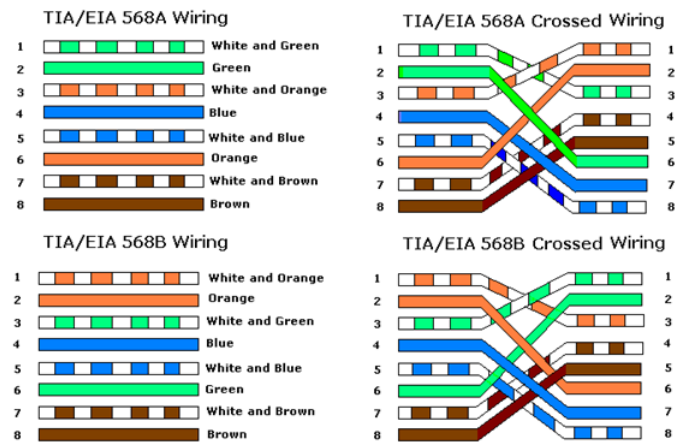 TIA/EIA 568A Wiring
1 White and Green
2 Green
3 White and Orange
4 Blue
5 White and Blue
6 Orange
7 White and Brown
8 Brown
TIA/EIA 568A Crossed Wiring
1 1
2 2
3 3
4 4
5 5
6 6
7 7
8 8
TIA/EIA 568B Wiring
1 White and Orange
2 Orange
3 White and Green
4 Blue
5 White and Blue
6 Green
7 White and Brown
8 Brown
TIA/EIA 568B Crossed Wiring
1 1
2 2
3 3
4 4
5 5
6 6
7 7
8 8